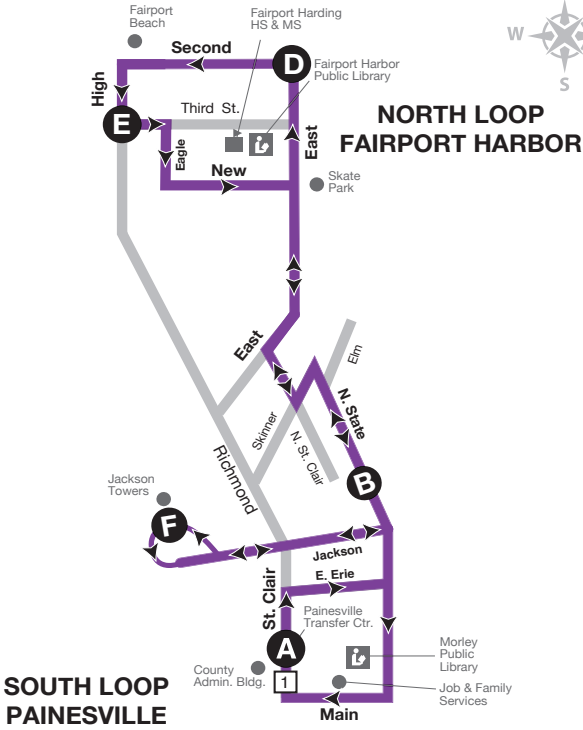 Fairport
Beach
Fairport Harding
HS & MS
Second
D
Fairport Harbor
Public Library
W
S
High
NORTH LOOP
FAIRPORT HARBOR
E
Third St.
East
Eagle
New
Skate
Park
East
Elm
N. State
Skinner
N. St. Clair
Richmond
B
Jackson
Towers
F
Jackson
E. Erie
St. Clair
Painesville
Transfer Ctr.
A
County
Admin. Bldg.
1
Morley
Public
Library
Job & Family
Services
Main
SOUTH LOOP
PAINESVILLE